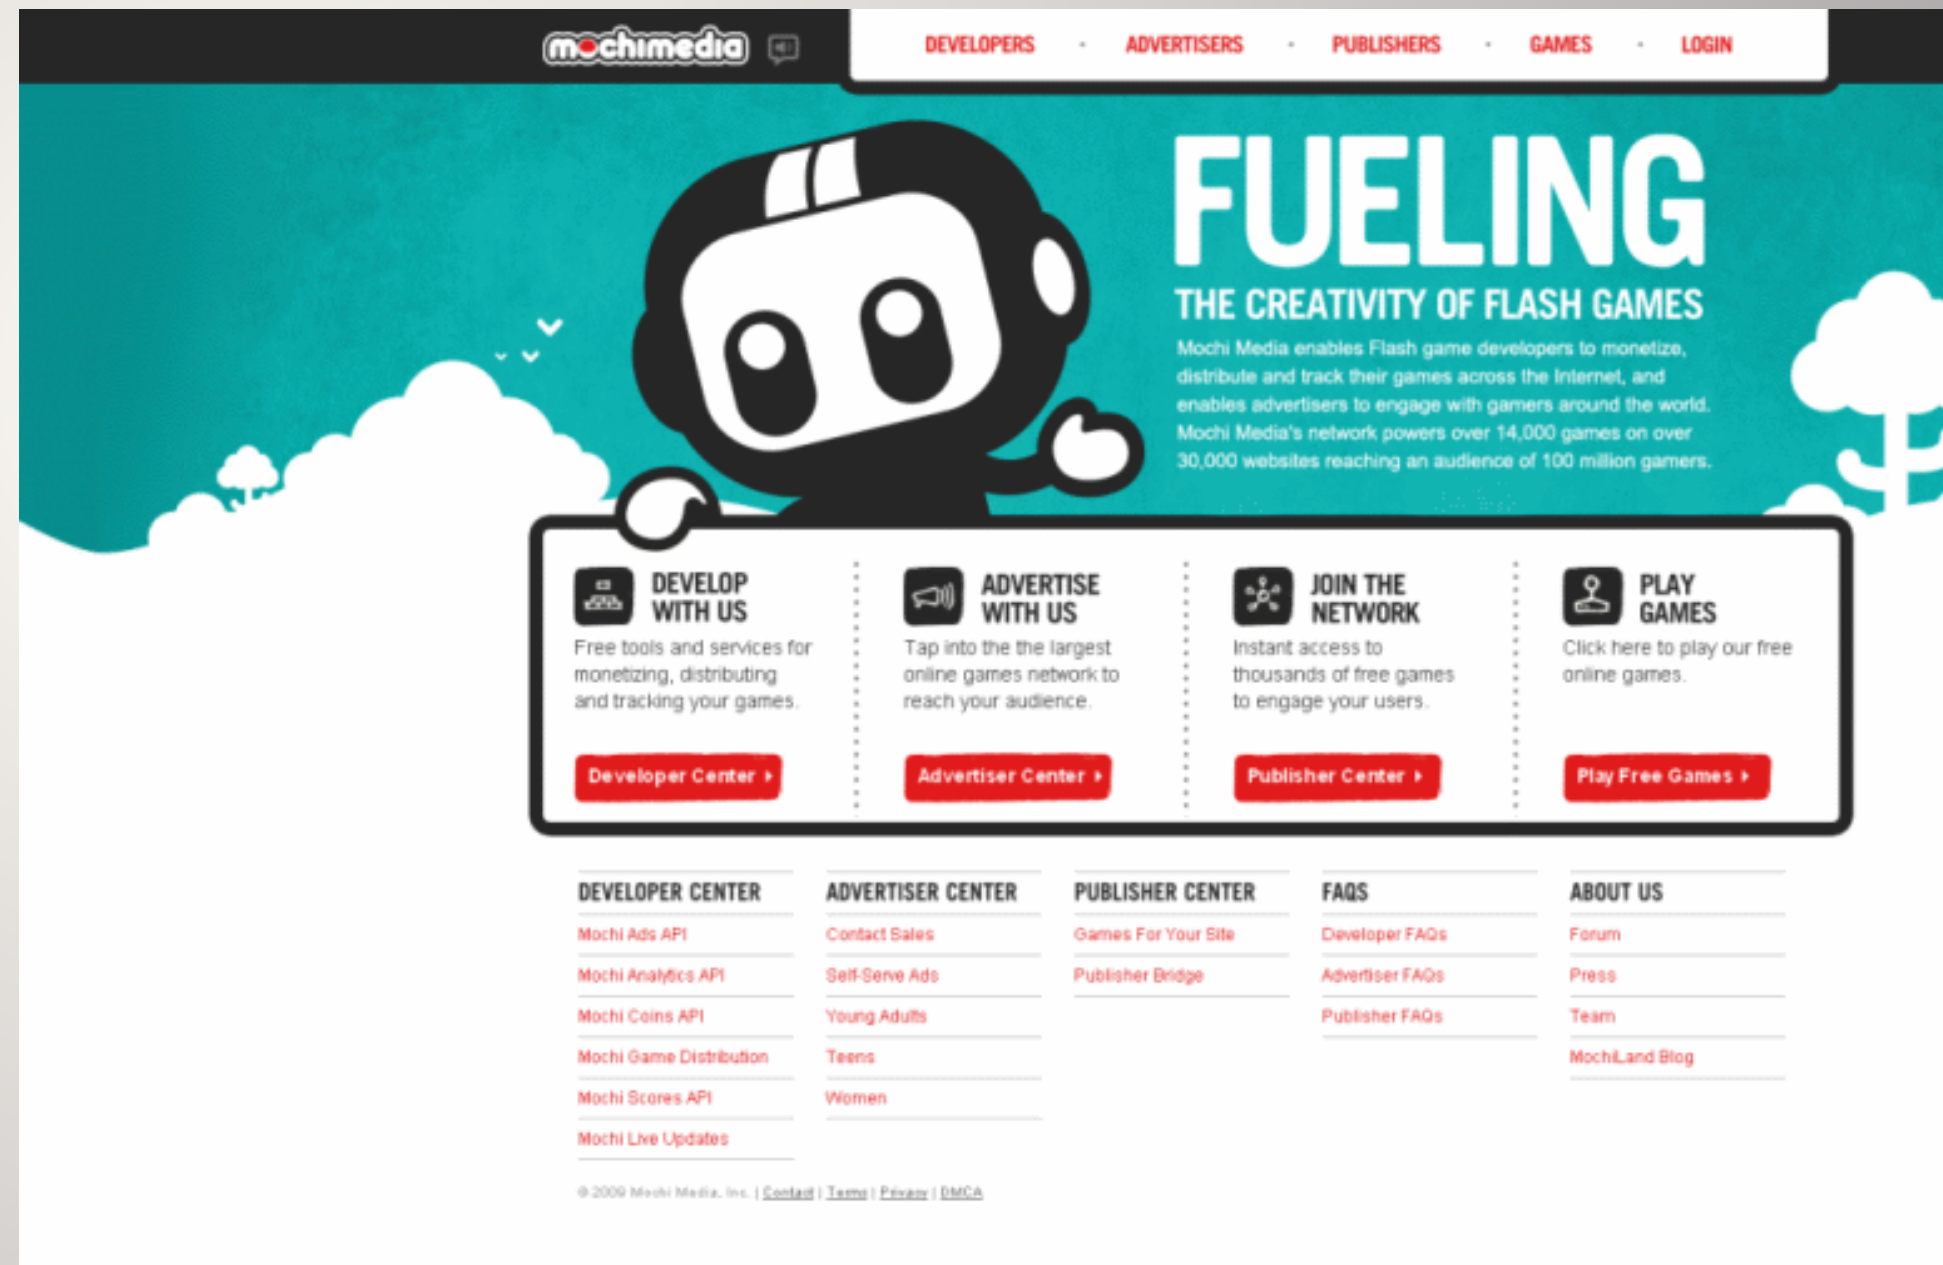 mochimedia
DEVELOPERS - ADVERTISERS - PUBLISHERS - GAMES - LOGIN
FUELING
THE CREATIVITY OF FLASH GAMES
Mochi Media enables Flash game developers to monetize,
distribute and track their games across the Internet, and
enables advertisers to engage with gamers around the world.
Mochi Media's network powers over 14,000 games on over
30,000 websites reaching an audience of 100 million gamers.
DEVELOP
WITH US
Free tools and services for
monetizing, distributing
and tracking your games.
Developer Center
ADVERTISE
WITH US
Tap into the the largest
online games network to
reach your audience.
Advertiser Center
JOIN THE
NETWORK
Instant access to
thousands of free games
to engage your users.
Publisher Center
PLAY
GAMES
Click here to play our free
online games.
Play Free Games
DEVELOPER CENTER
Mochi Ads API
Mochi Analytics API
Mochi Coins API
Mochi Game Distribution
Mochi Scores API
Mochi Live Updates
ADVERTISER CENTER
Contact Sales
Self-Serve Ads
Young Adults
Teens
Women
PUBLISHER CENTER
Games For Your Site
Publisher Bridge
FAQS
Developer FAQs
Advertiser FAQs
Publisher FAQs
ABOUT US
Forum
Press
Team
MochiLand Blog
© 2009 Mochi Media, Inc. | Contact | Terms | Privacy | DMCA